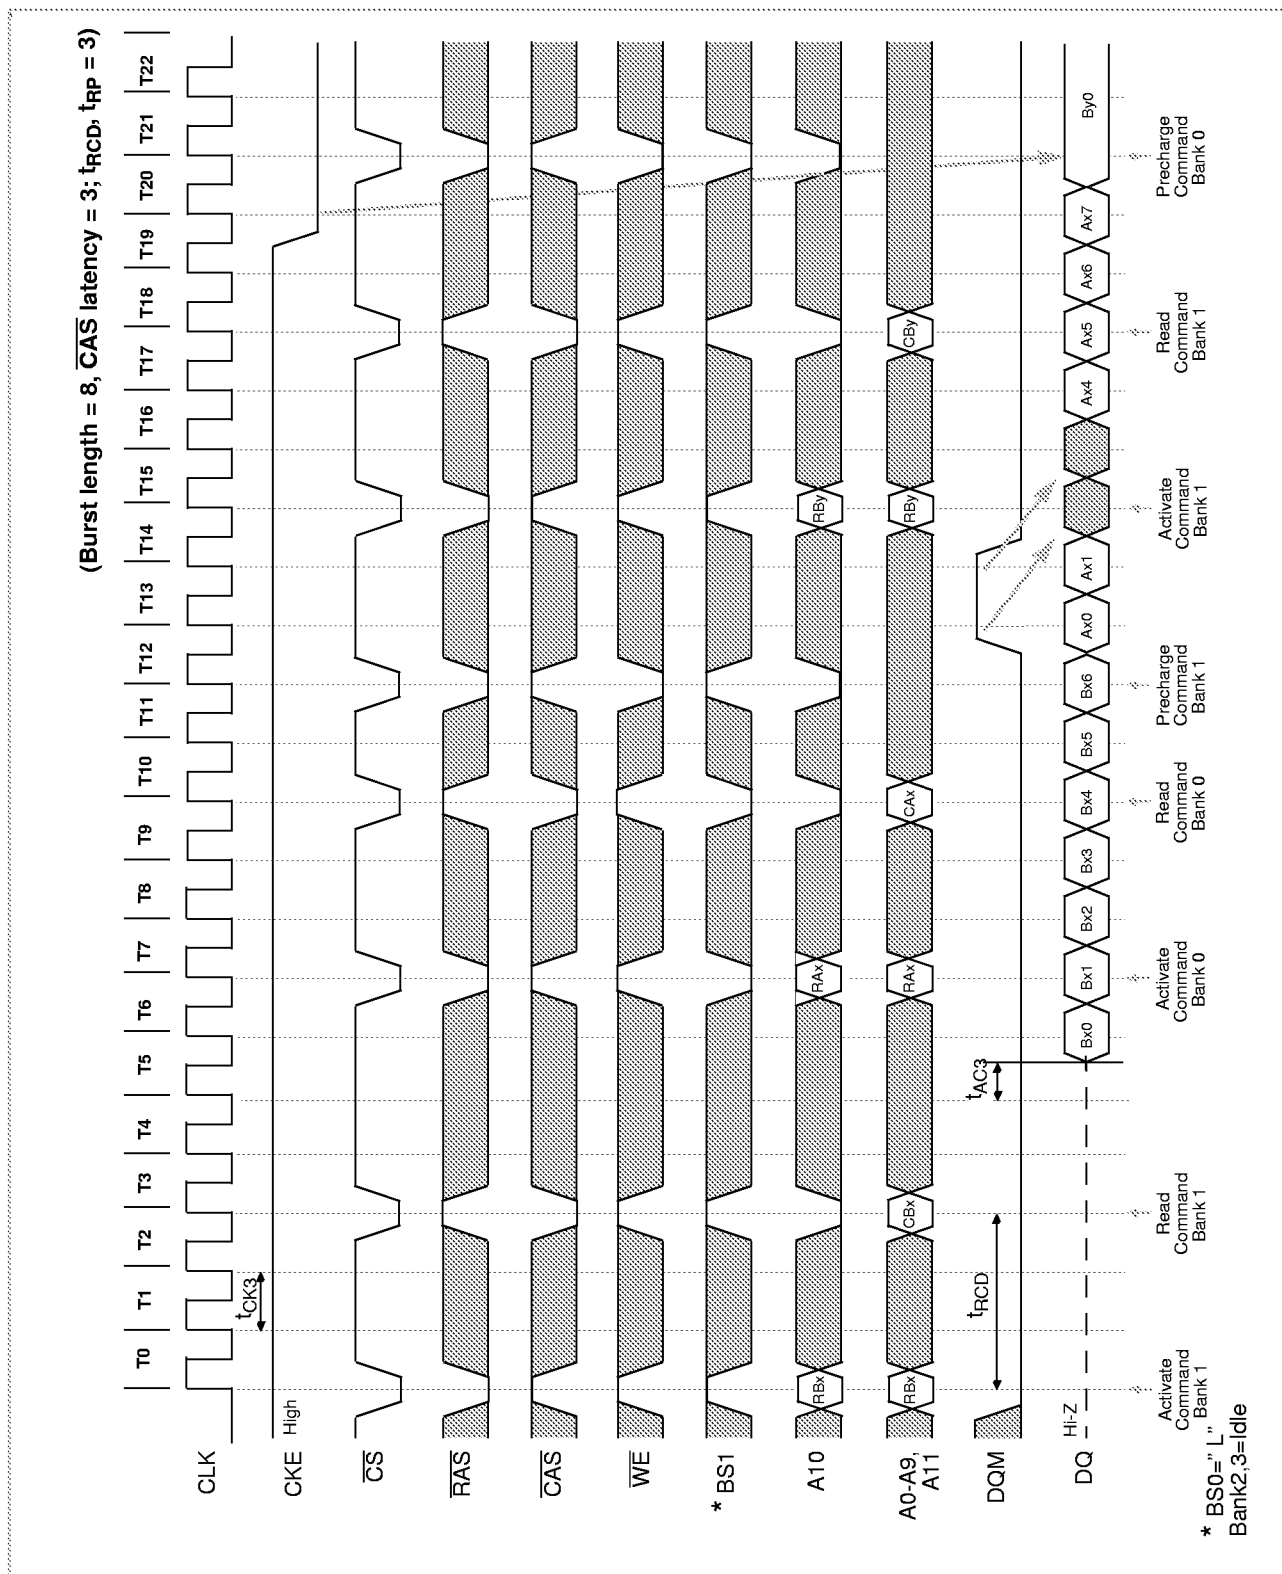 (Burst length = 8, CAS latency = 3; tRCD, tRP = 3)
T0 T1 T2 T3 T4 T5 T6 T7 T8 T9 T10 T11 T12 T13 T14 T15 T16 T17 T18 T19 T20 T21 T22
CLK
tCK3
CKE
High
CS
RAS
CAS
WE
* BS1
A10
RBx RAx RBy
A0-A9,
A11
RBx CBx RAx CAx RBy CBy
DQM
tRCD
tAC3
DQ
Hi-Z
Bx0 Bx1 Bx2 Bx3 Bx4 Bx5 Bx6 Ax0 Ax1 Ax4 Ax5 Ax6 Ax7 By0
Activate
Command
Bank 1
Read
Command
Bank 1
Activate
Command
Bank 0
Read
Command
Bank 0
Precharge
Command
Bank 1
Activate
Command
Bank 1
Read
Command
Bank 1
Precharge
Command
Bank 0
* BS0=" L"
Bank2,3=Idle